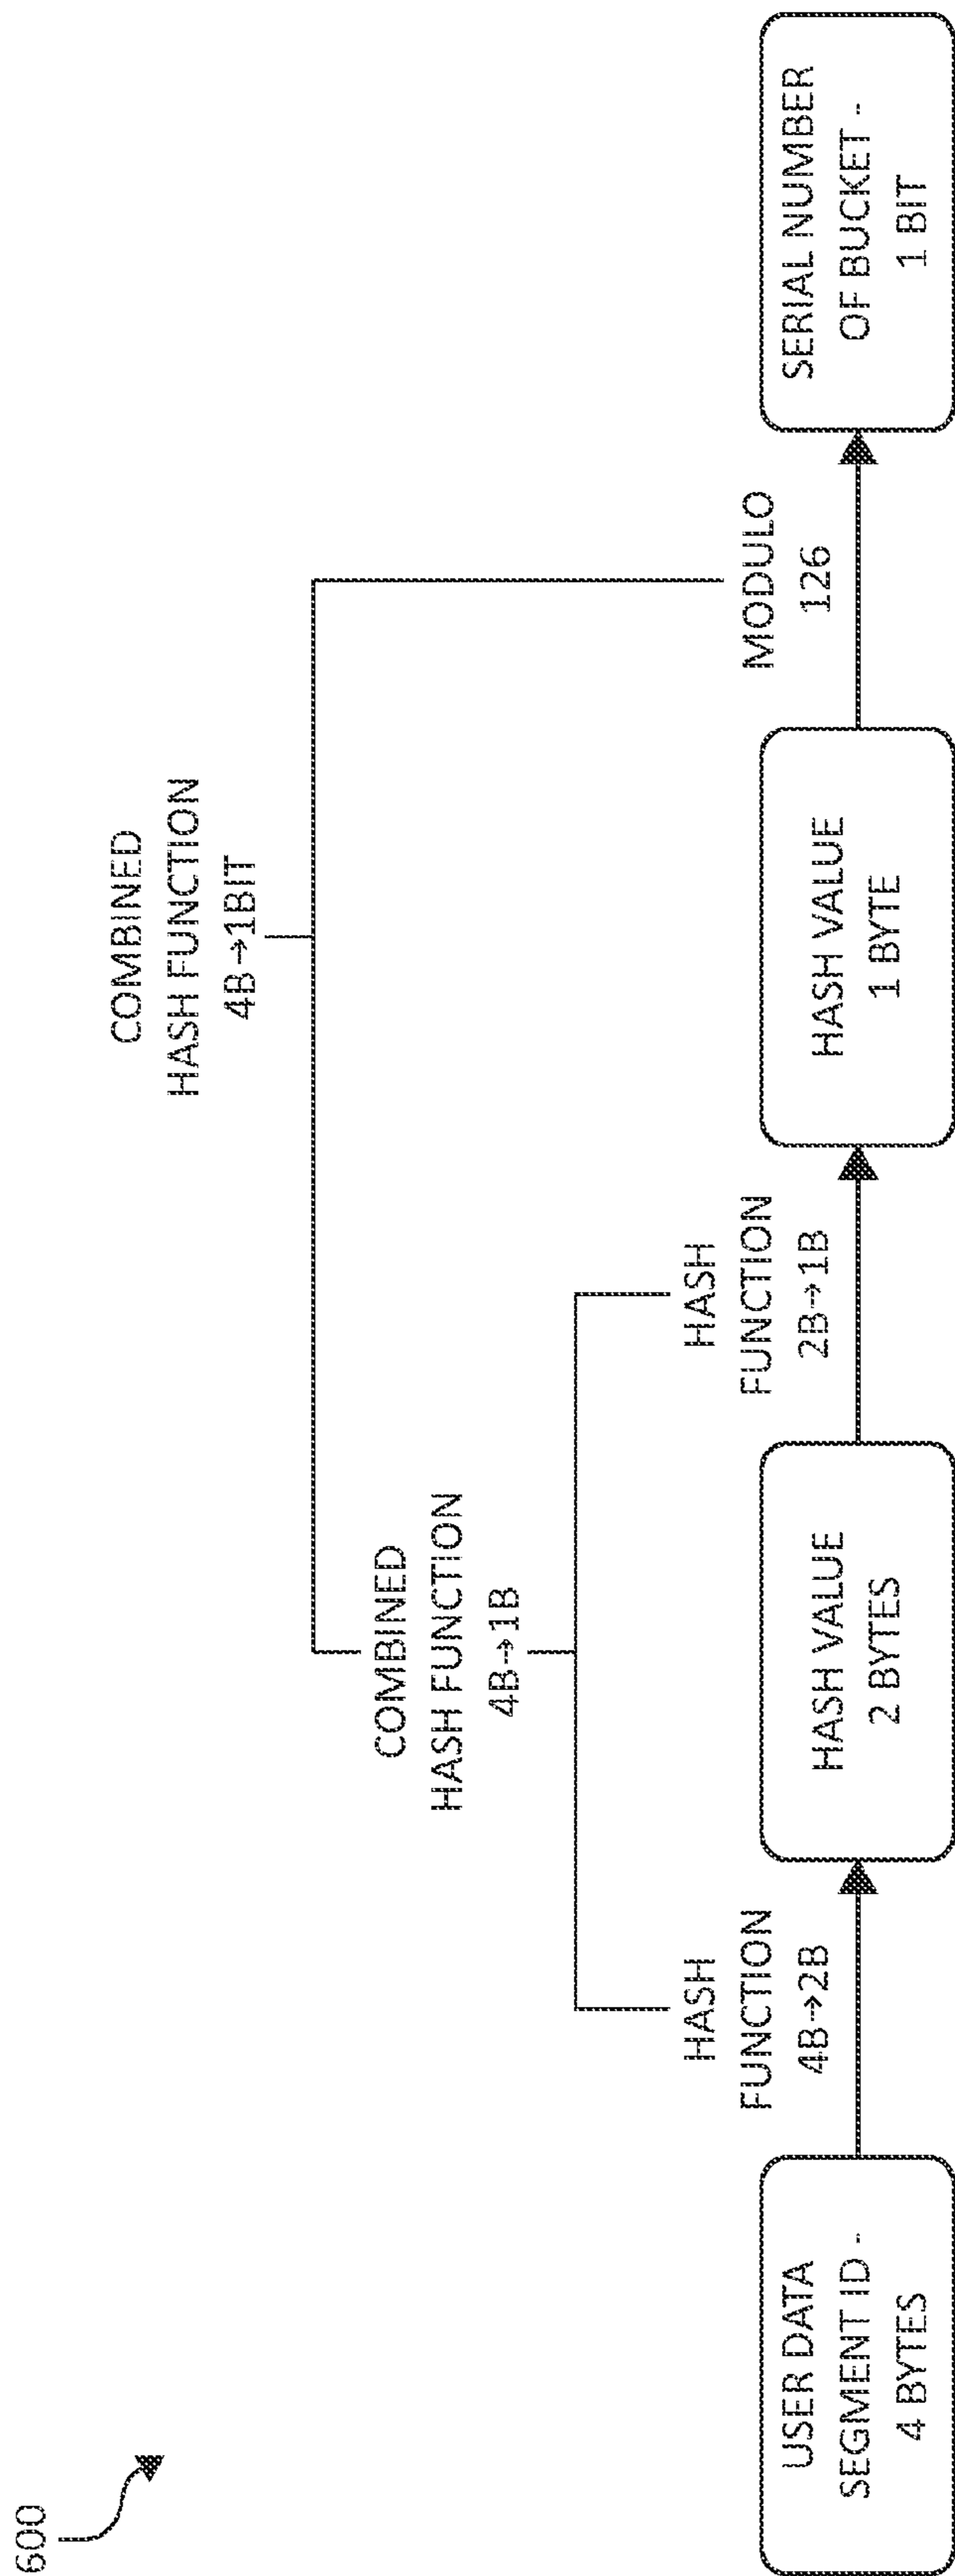 600
COMBINED
HASH FUNCTION
4B→1BIT
COMBINED
HASH FUNCTION
4B→1B
HASH
FUNCTION
4B→2B
HASH
FUNCTION
2B→1B
MODULO
126
USER DATA
SEGMENT ID -
4 BYTES
HASH VALUE
2 BYTES
HASH VALUE
1 BYTE
SERIAL NUMBER
OF BUCKET -
1 BIT